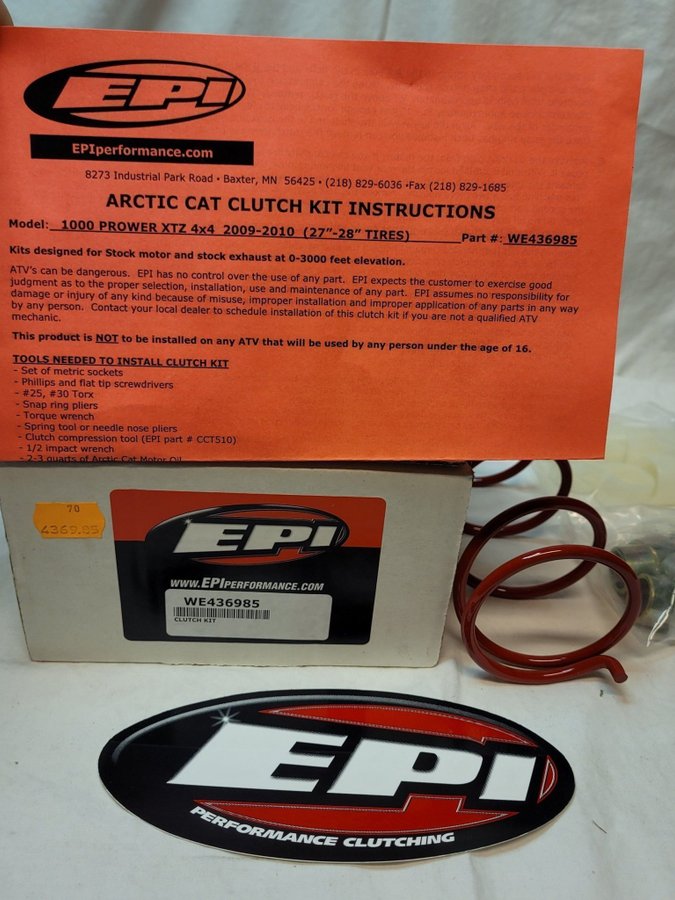 EPI
EPIperformance.com
8273 Industrial Park Road • Baxter, MN 56425 • (218) 829-6036 •Fax (218) 829-1685
ARCTIC CAT CLUTCH KIT INSTRUCTIONS
Model: 1000 PROWER XTZ 4x4 2009-2010 (27"-28" TIRES) Part #: WE436985
Kits designed for Stock motor and stock exhaust at 0-3000 feet elevation.
ATV's can be dangerous. EPI has no control over the use of any part. EPI expects the customer to exercise good
judgment as to the proper selection, installation, use and maintenance of any part. EPI assumes no responsibility for
damage or injury of any kind because of misuse, improper installation and improper application of any parts in any way
by any person. Contact your local dealer to schedule installation of this clutch kit if you are not a qualified ATV
mechanic.
This product is NOT to be installed on any ATV that will be used by any person under the age of 16.
TOOLS NEEDED TO INSTALL CLUTCH KIT
- Set of metric sockets
- Phillips and flat tip screwdrivers
- #25, #30 Torx
- Snap ring pliers
- Torque wrench
- Spring tool or needle nose pliers
- Clutch compression tool (EPI part # CCT510)
- 1/2 impact wrench
- 2-3 quarts of Arctic Cat Motor Oil
70
4369.85
EPI
WWW.EPIPERFORMANCE.COM
WE436985
CLUTCH KIT
EPI
PERFORMANCE CLUTCHING